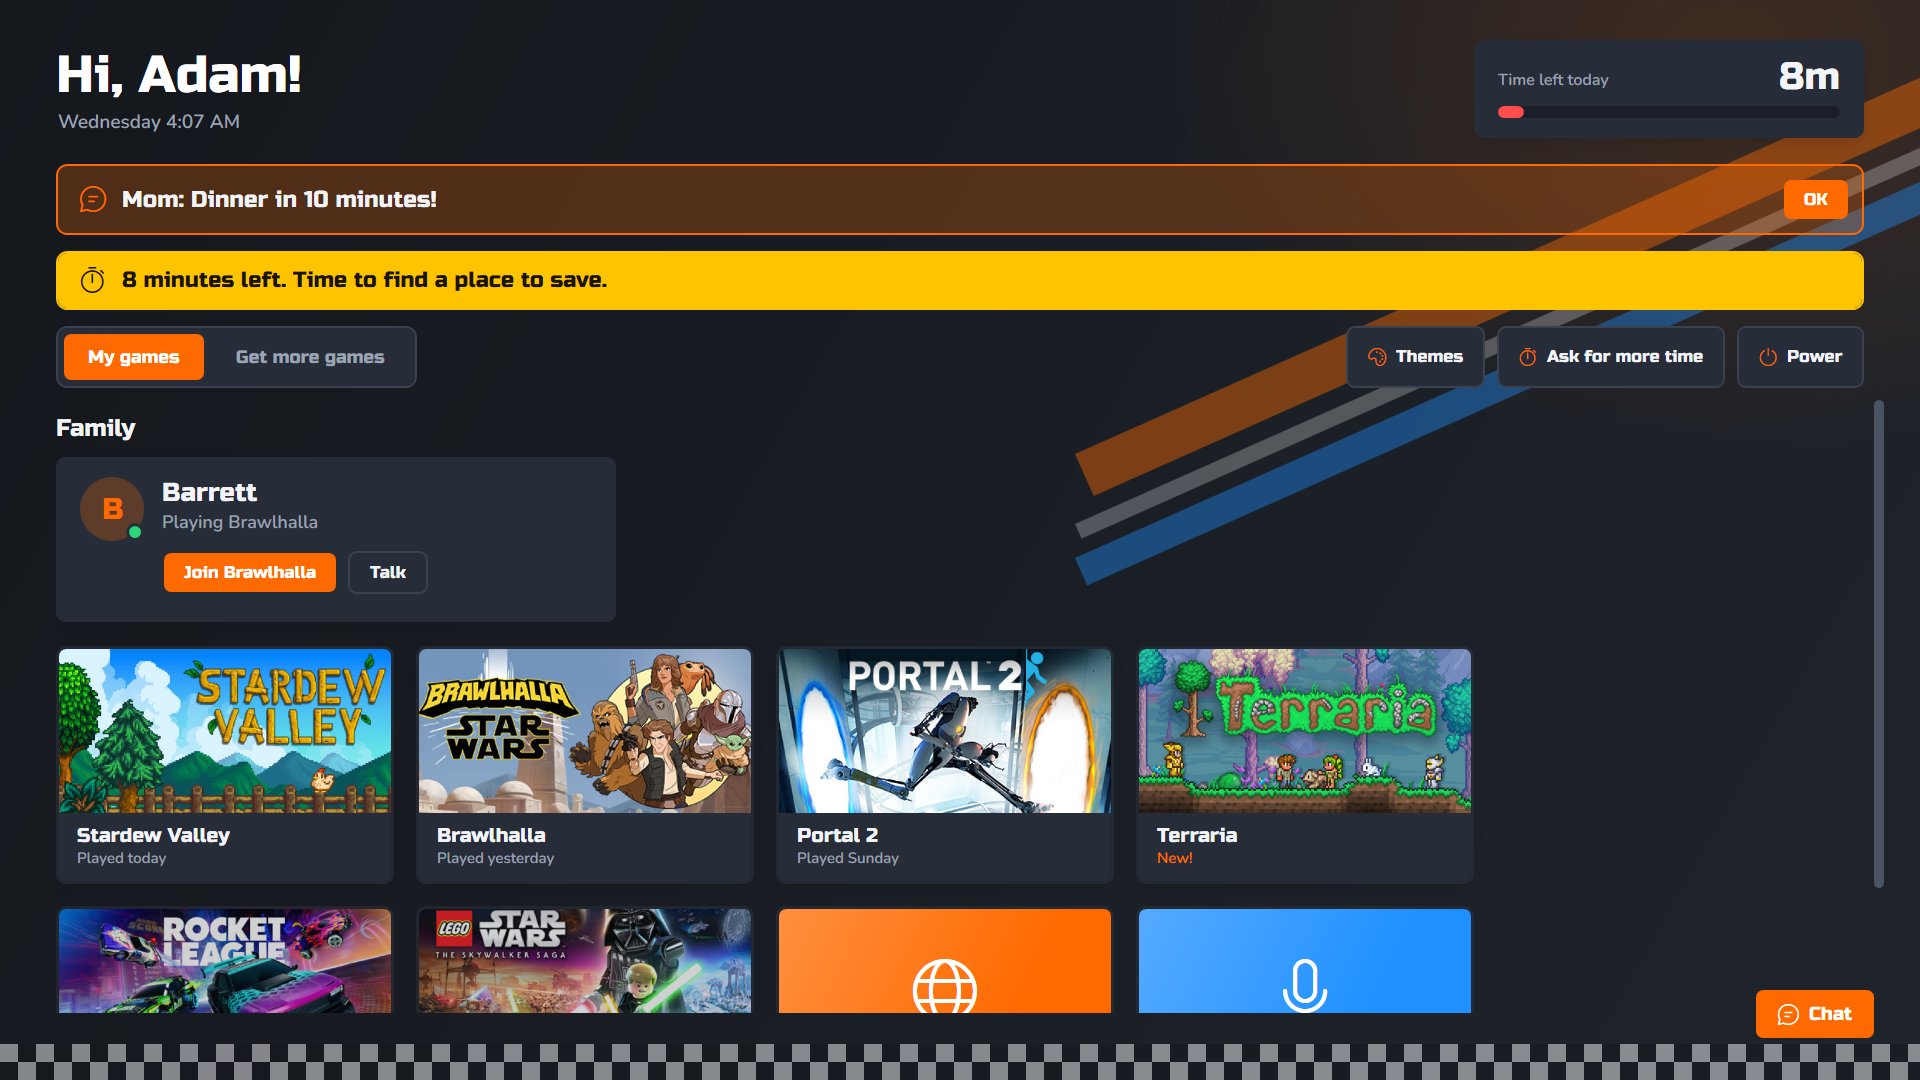 Hi, Adam!
Wednesday 4:07 AM
Time left today
8m
Mom: Dinner in 10 minutes!
OK
8 minutes left. Time to find a place to save.
My games
Get more games
Themes
Ask for more time
Power
Family
B
Barrett
Playing Brawlhalla
Join Brawlhalla
Talk
STARDEW
VALLEY
BRAWLHALLA
STAR
WARS
PORTAL 2
Terraria
Stardew Valley
Played today
Brawlhalla
Played yesterday
Portal 2
Played Sunday
Terraria
New!
ROCKET
LEAGUE
LEGO
STAR
WARS
THE SKYWALKER SAGA
Chat